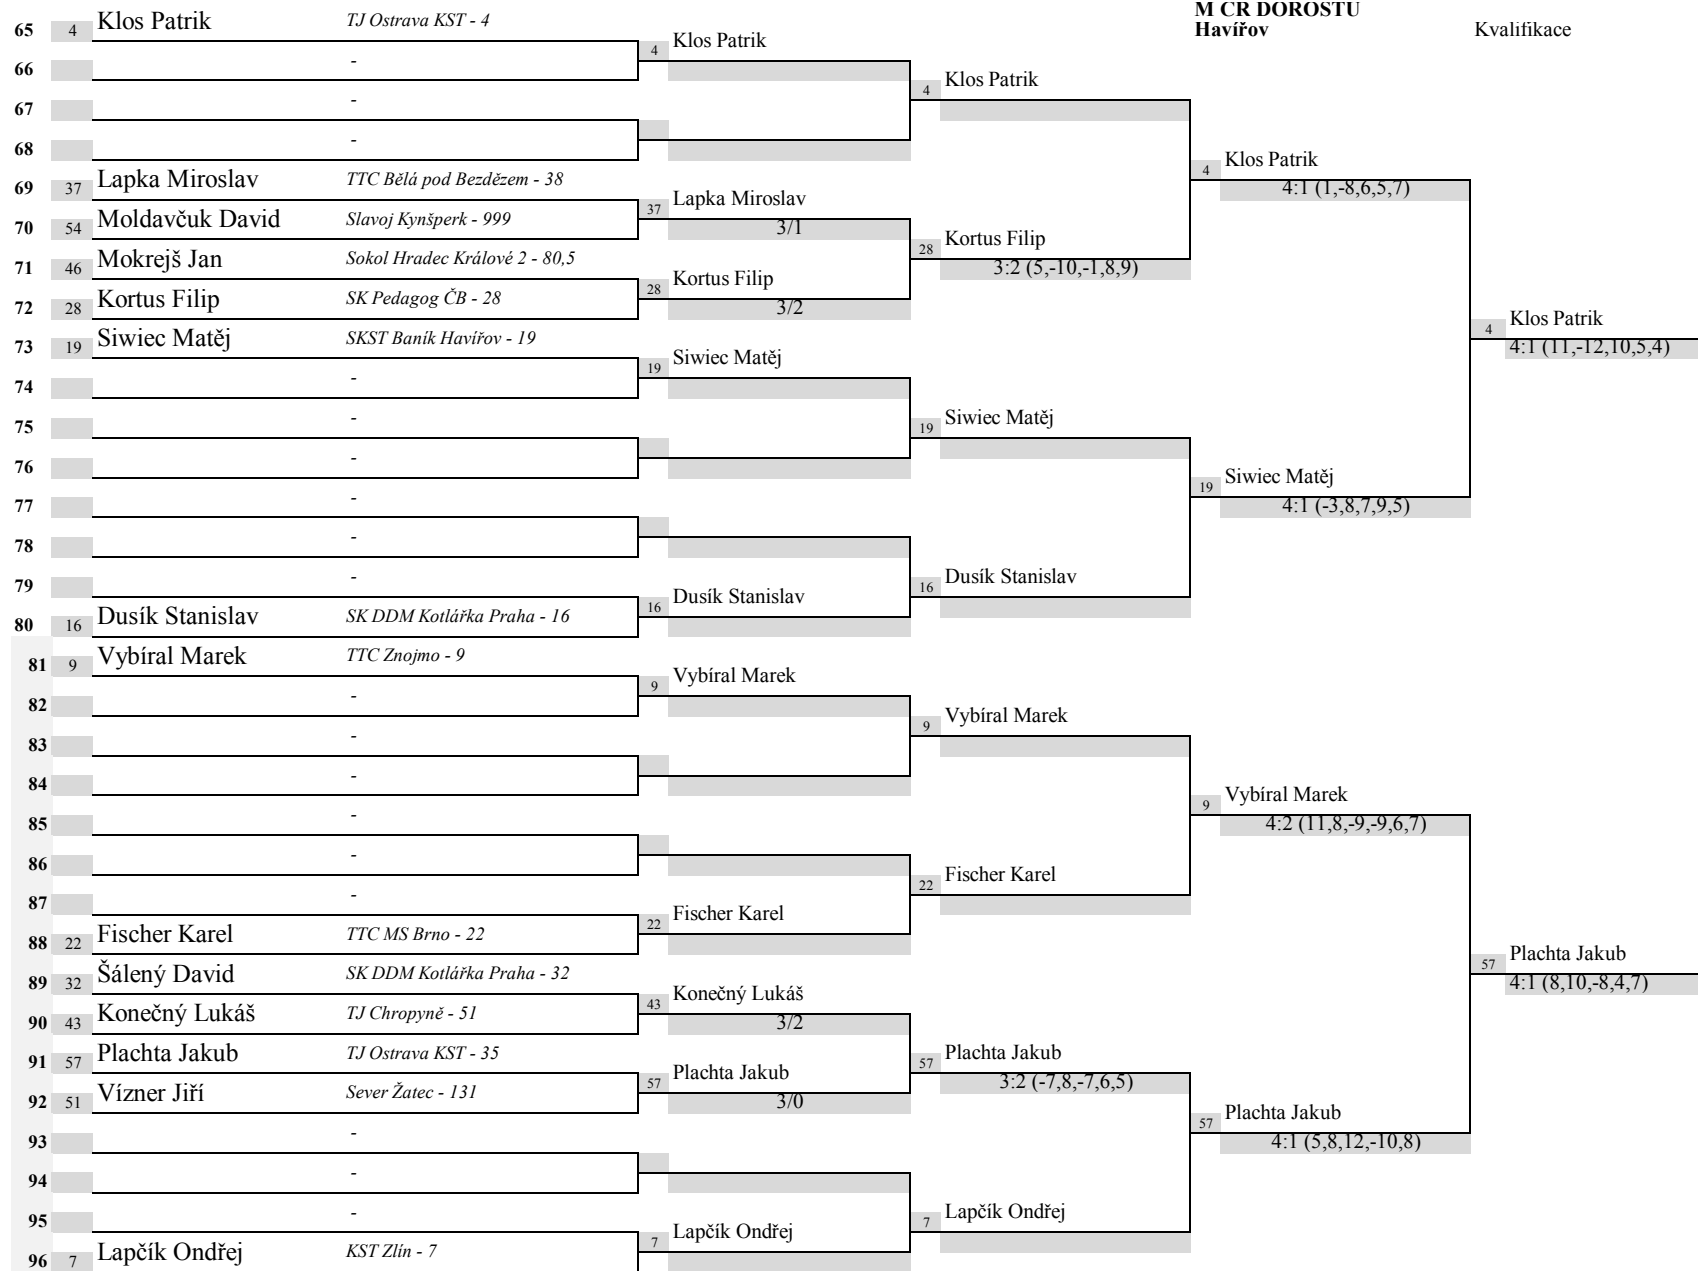 M ČR DOROSTU
65 4 Klos Patrik TJ Ostrava KST - 4 Havířov Kvalifikace
4 Klos Patrik
66 -
4 Klos Patrik
67 -
68 -
4 Klos Patrik
69 37 Lapka Miroslav TTC Bělá pod Bezdězem - 38
4:1 (1,-8,6,5,7)
37 Lapka Miroslav
70 54 Moldavčuk David Slavoj Kynšperk - 999
3/1
28 Kortus Filip
71 46 Mokrejš Jan Sokol Hradec Králové 2 - 80,5
3:2 (5,-10,-1,8,9)
28 Kortus Filip
72 28 Kortus Filip SK Pedagog ČB - 28
3/2
4 Klos Patrik
73 19 Siwiec Matěj SKST Baník Havířov - 19
4:1 (11,-12,10,5,4)
19 Siwiec Matěj
74 -
19 Siwiec Matěj
75 -
76 -
19 Siwiec Matěj
77 -
4:1 (-3,8,7,9,5)
78 -
16 Dusík Stanislav
79 -
16 Dusík Stanislav
80 16 Dusík Stanislav SK DDM Kotlářka Praha - 16
81 9 Vybíral Marek TTC Znojmo - 9
9 Vybíral Marek
82 -
9 Vybíral Marek
83 -
84 -
9 Vybíral Marek
85 -
4:2 (11,8,-9,-9,6,7)
86 -
22 Fischer Karel
87 -
22 Fischer Karel
88 22 Fischer Karel TTC MS Brno - 22
57 Plachta Jakub
89 32 Šálený David SK DDM Kotlářka Praha - 32
4:1 (8,10,-8,4,7)
43 Konečný Lukáš
90 43 Konečný Lukáš TJ Chropyně - 51
3/2
57 Plachta Jakub
91 57 Plachta Jakub TJ Ostrava KST - 35
3:2 (-7,8,-7,6,5)
57 Plachta Jakub
92 51 Vízner Jiří Sever Žatec - 131
3/0
57 Plachta Jakub
93 -
4:1 (5,8,12,-10,8)
94 -
7 Lapčík Ondřej
95 -
7 Lapčík Ondřej
96 7 Lapčík Ondřej KST Zlín - 7